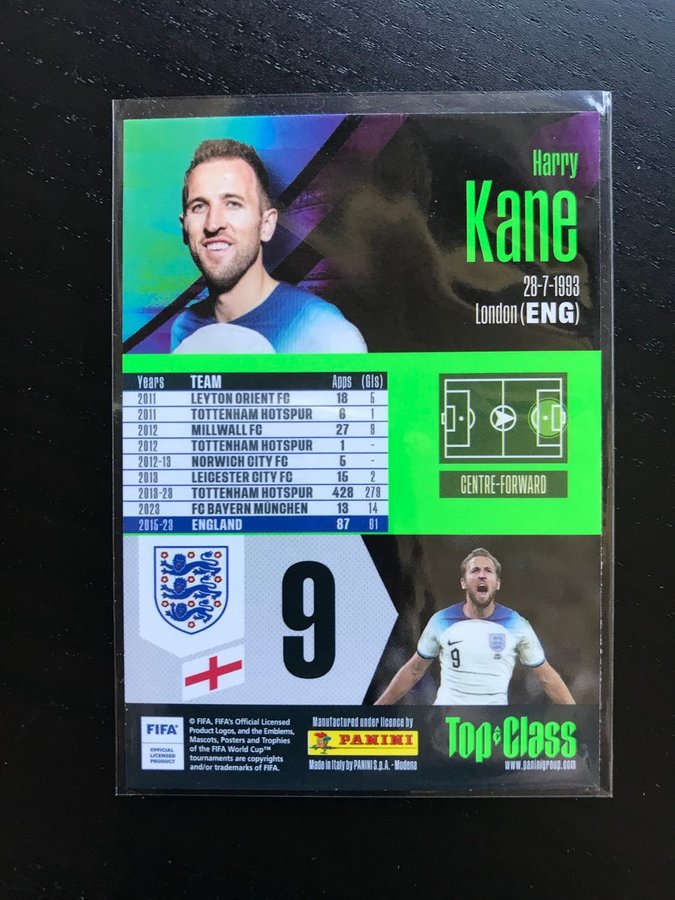 Harry
Kane
28-7-1993
London (ENG)
Years TEAM Apps (Gls)
2011 LEYTON ORIENT FC 18 5
2011 TOTTENHAM HOTSPUR 6 1
2012 MILLWALL FC 27 9
2012 TOTTENHAM HOTSPUR 1 -
2012-13 NORWICH CITY FC 5 -
2013 LEICESTER CITY FC 15 2
2013-23 TOTTENHAM HOTSPUR 428 279
2023 FC BAYERN MÜNCHEN 13 14
2015-23 ENGLAND 87 61
CENTRE-FORWARD
9
9
FIFA®
OFFICIAL
LICENSED
PRODUCT
© FIFA, FIFA's Official Licensed
Product Logos, and the Emblems,
Mascots, Posters and Trophies
of the FIFA World Cup™
tournaments are copyrights
and/or trademarks of FIFA.
Manufactured under licence by
PANINI
Made in Italy by PANINI S.p.A. - Modena
Top Class
www.paninigroup.com